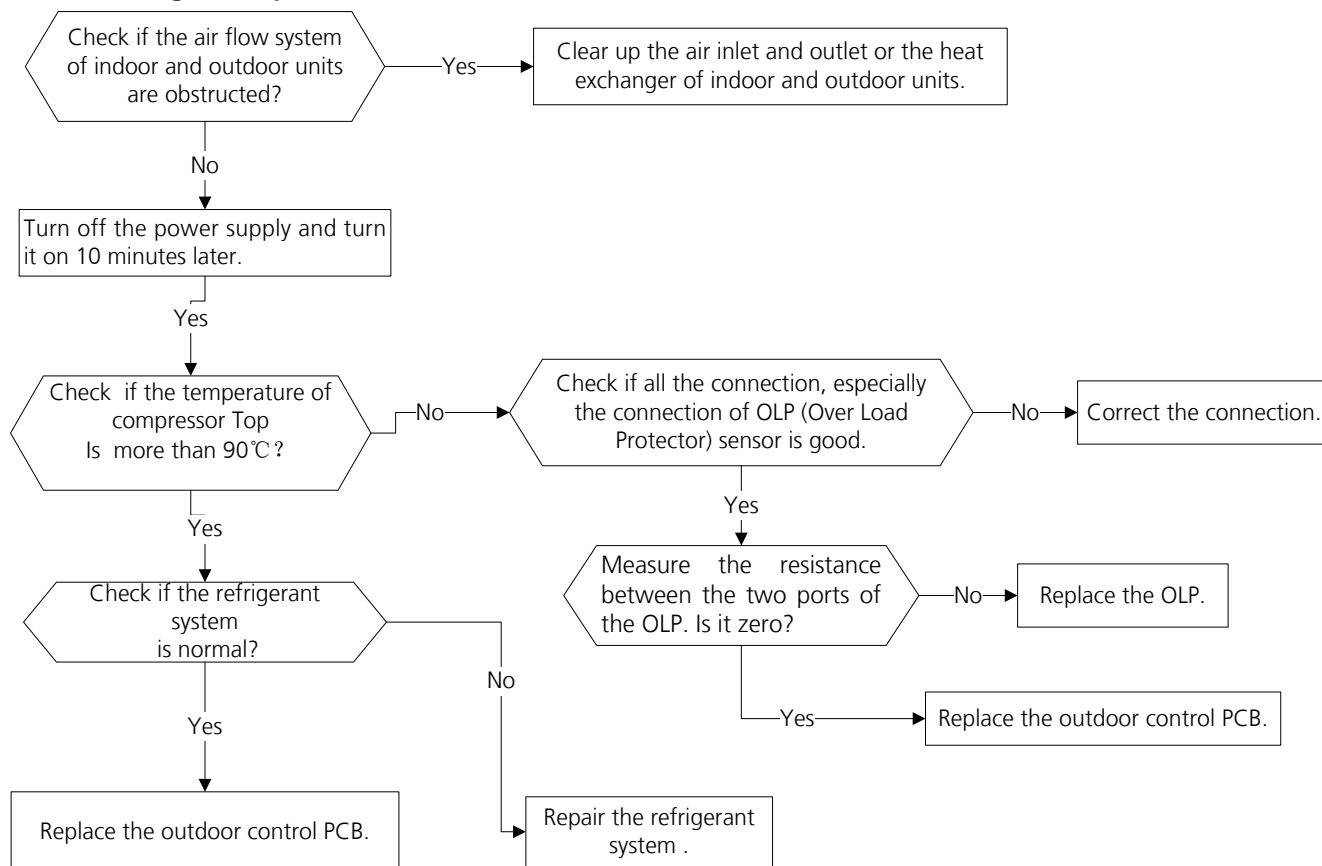 Check if the air flow system
of indoor and outdoor units
are obstructed?
Yes
Clear up the air inlet and outlet or the heat
exchanger of indoor and outdoor units.
No
Turn off the power supply and turn
it on 10 minutes later.
Yes
Check if the temperature of
compressor Top
Is more than 90℃?
No
Check if all the connection, especially
the connection of OLP (Over Load
Protector) sensor is good.
No
Correct the connection.
Yes
Yes
Measure the resistance
between the two ports of
the OLP. Is it zero?
No
Replace the OLP.
Check if the refrigerant
system
is normal?
No
Yes
Yes
Replace the outdoor control PCB.
Replace the outdoor control PCB.
Repair the refrigerant
system .